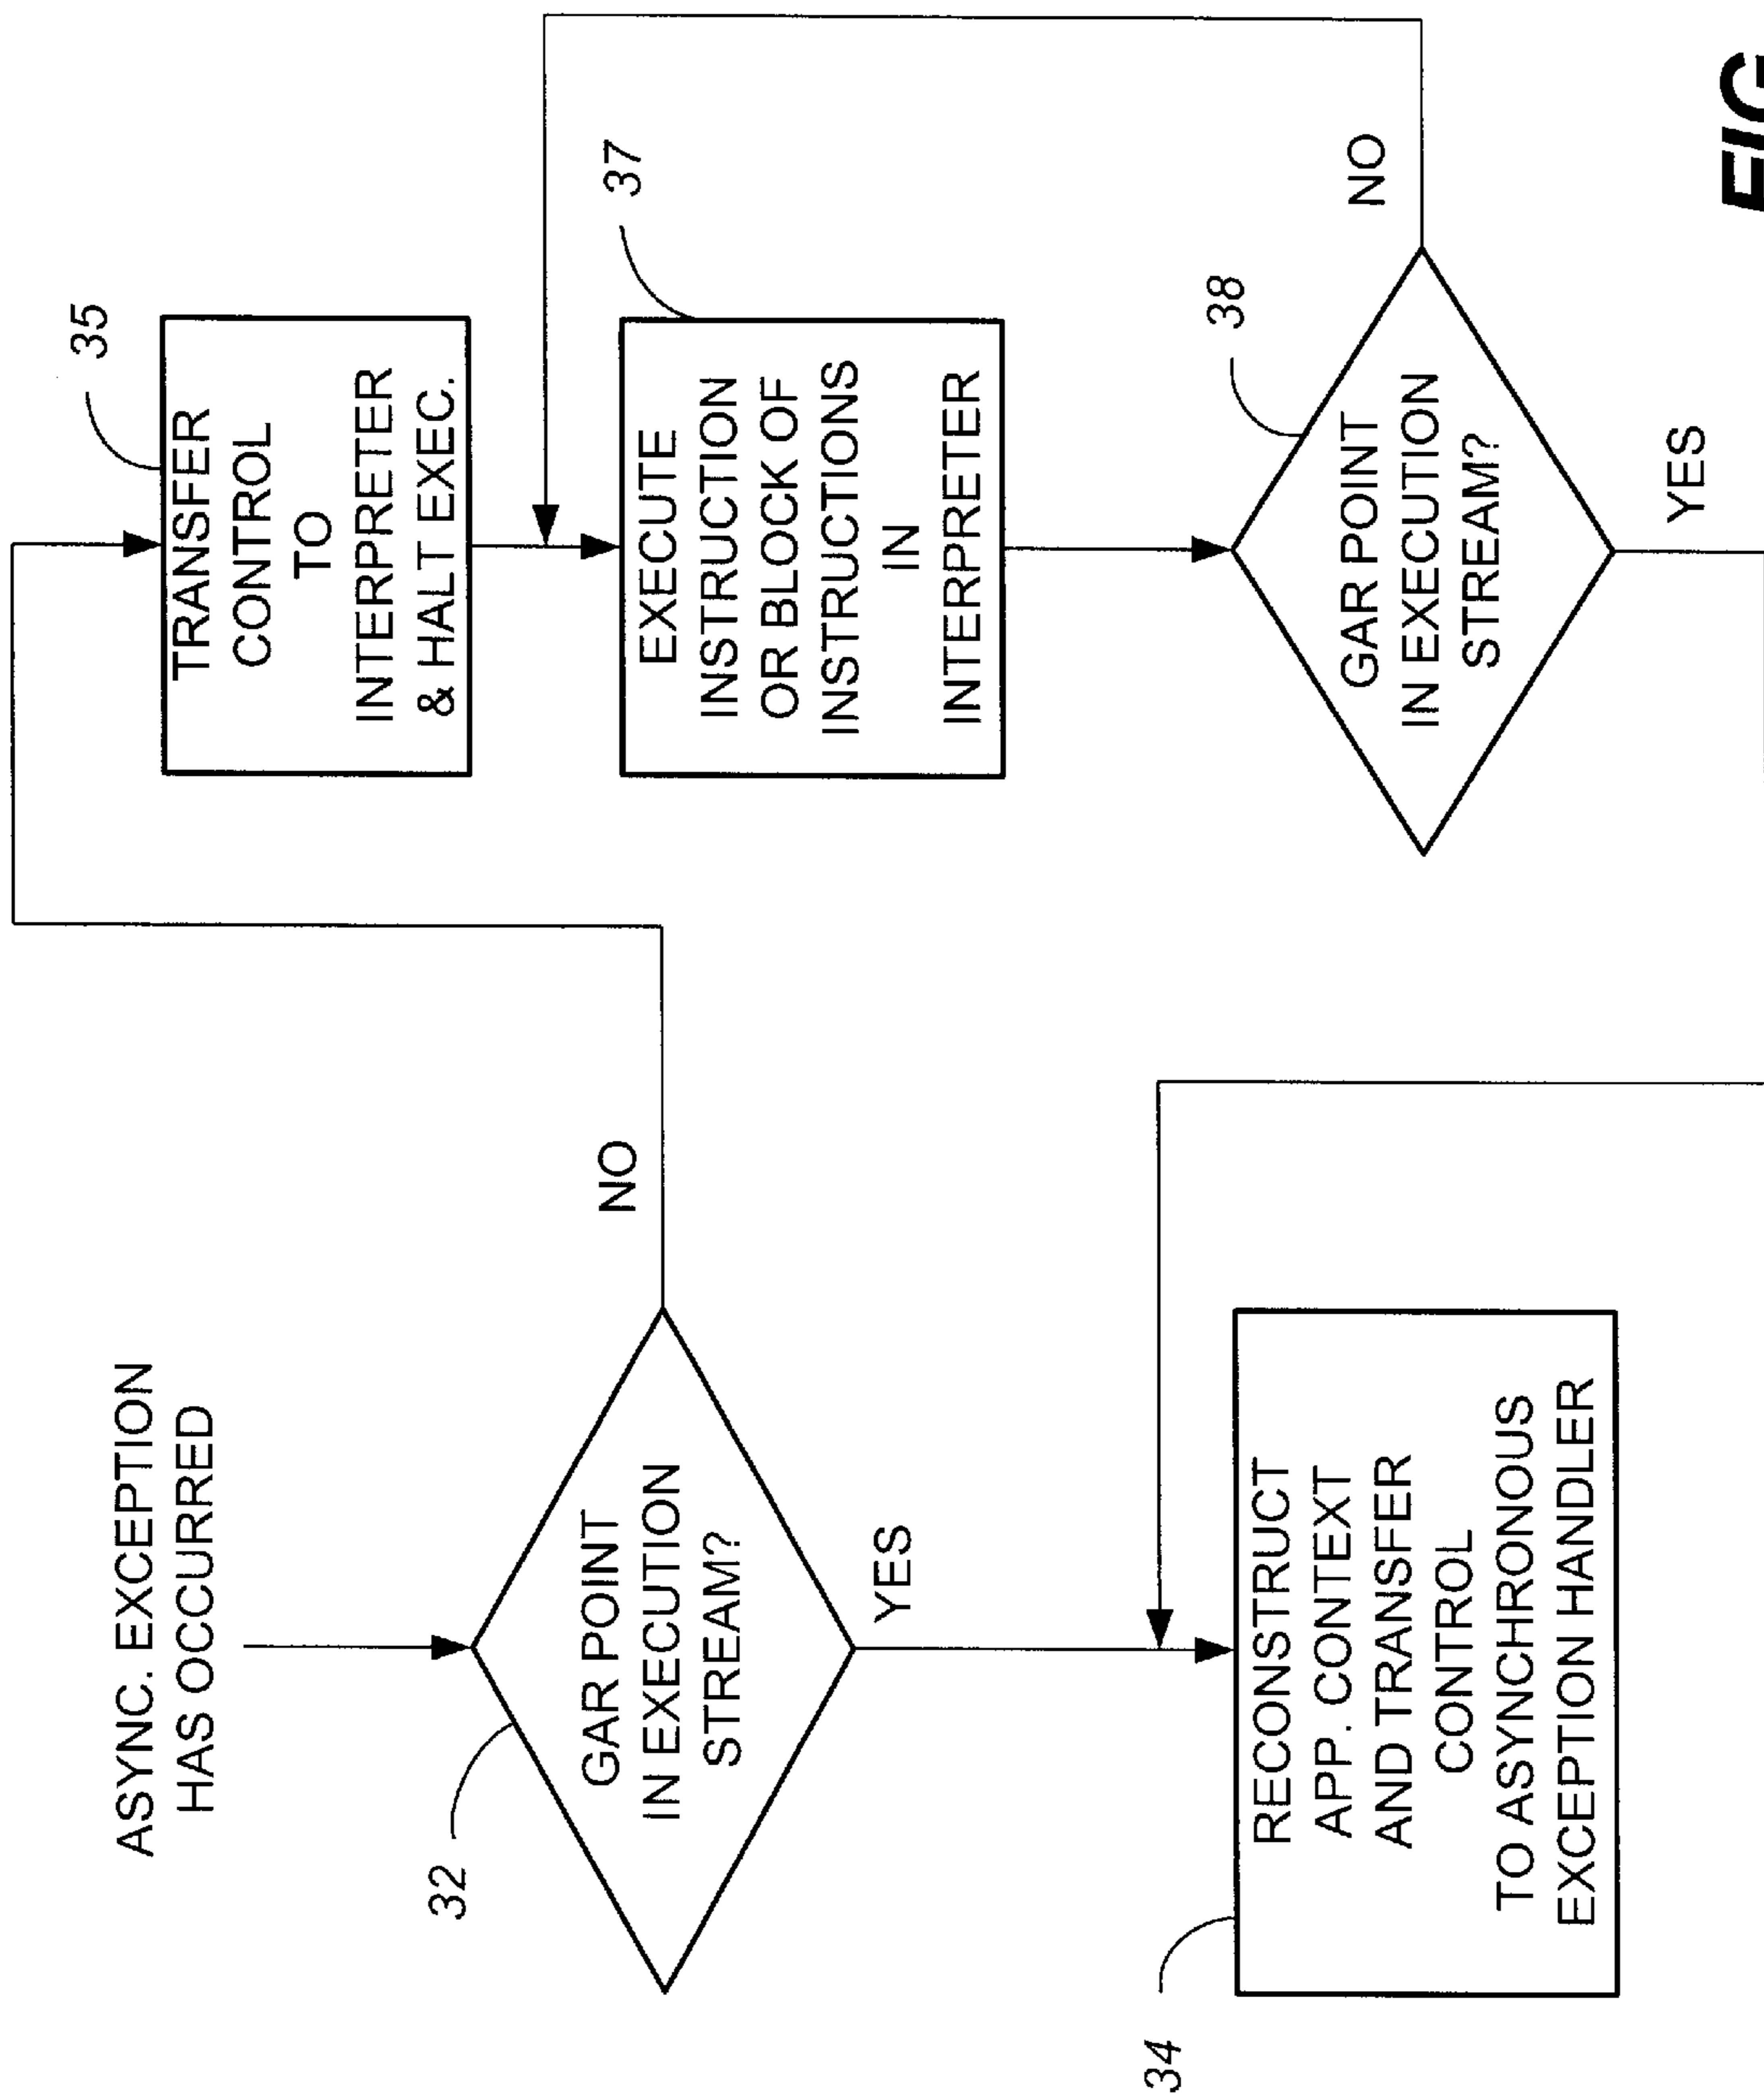 ASYNC. EXCEPTION
HAS OCCURRED
32
GAR POINT
IN EXECUTION
STREAM?
NO
YES
34
RECONSTRUCT
APP. CONTEXT
AND TRANSFER
CONTROL
TO ASYNCHRONOUS
EXCEPTION HANDLER
35
TRANSFER
CONTROL
TO
INTERPRETER
& HALT EXEC.
37
EXECUTE
INSTRUCTION
OR BLOCK OF
INSTRUCTIONS
IN
INTERPRETER
38
GAR POINT
IN EXECUTION
STREAM?
NO
YES
FIG